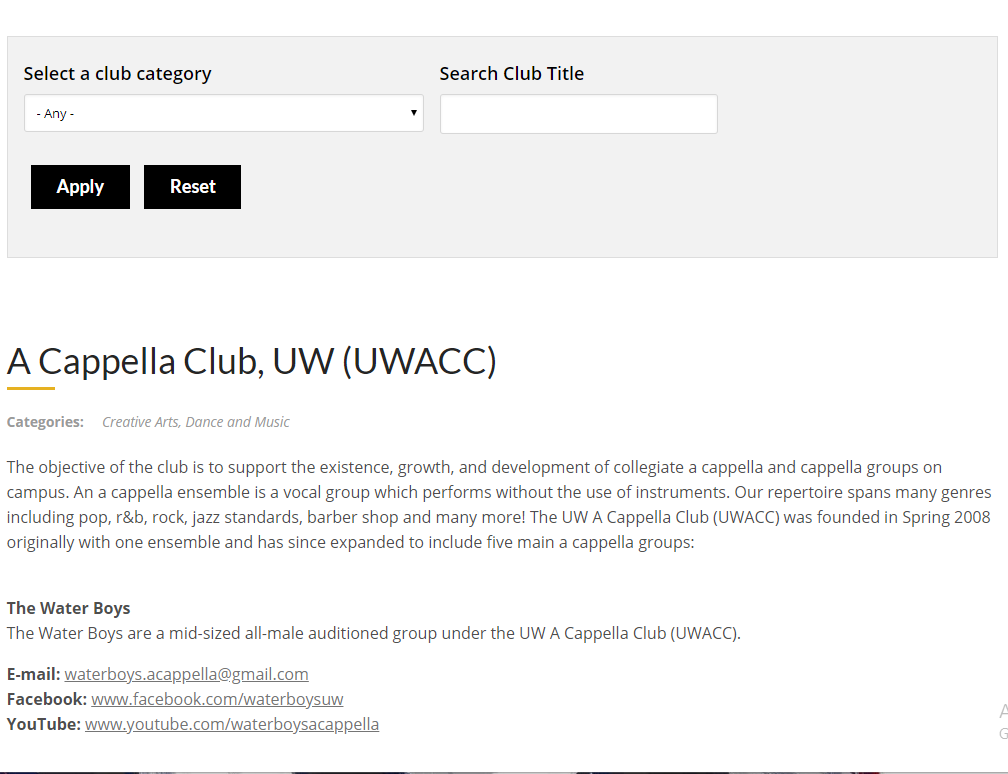 Select a club category
Search Club Title
- Any -
Apply
Reset
A Cappella Club, UW (UWACC)
Categories: Creative Arts, Dance and Music
The objective of the club is to support the existence, growth, and development of collegiate a cappella and cappella groups on
campus. An a cappella ensemble is a vocal group which performs without the use of instruments. Our repertoire spans many genres
including pop, r&b, rock, jazz standards, barber shop and many more! The UW A Cappella Club (UWACC) was founded in Spring 2008
originally with one ensemble and has since expanded to include five main a cappella groups:
The Water Boys
The Water Boys are a mid-sized all-male auditioned group under the UW A Cappella Club (UWACC).
E-mail: waterboys.acappella@gmail.com
Facebook: www.facebook.com/waterboysuw
YouTube: www.youtube.com/waterboysacappella